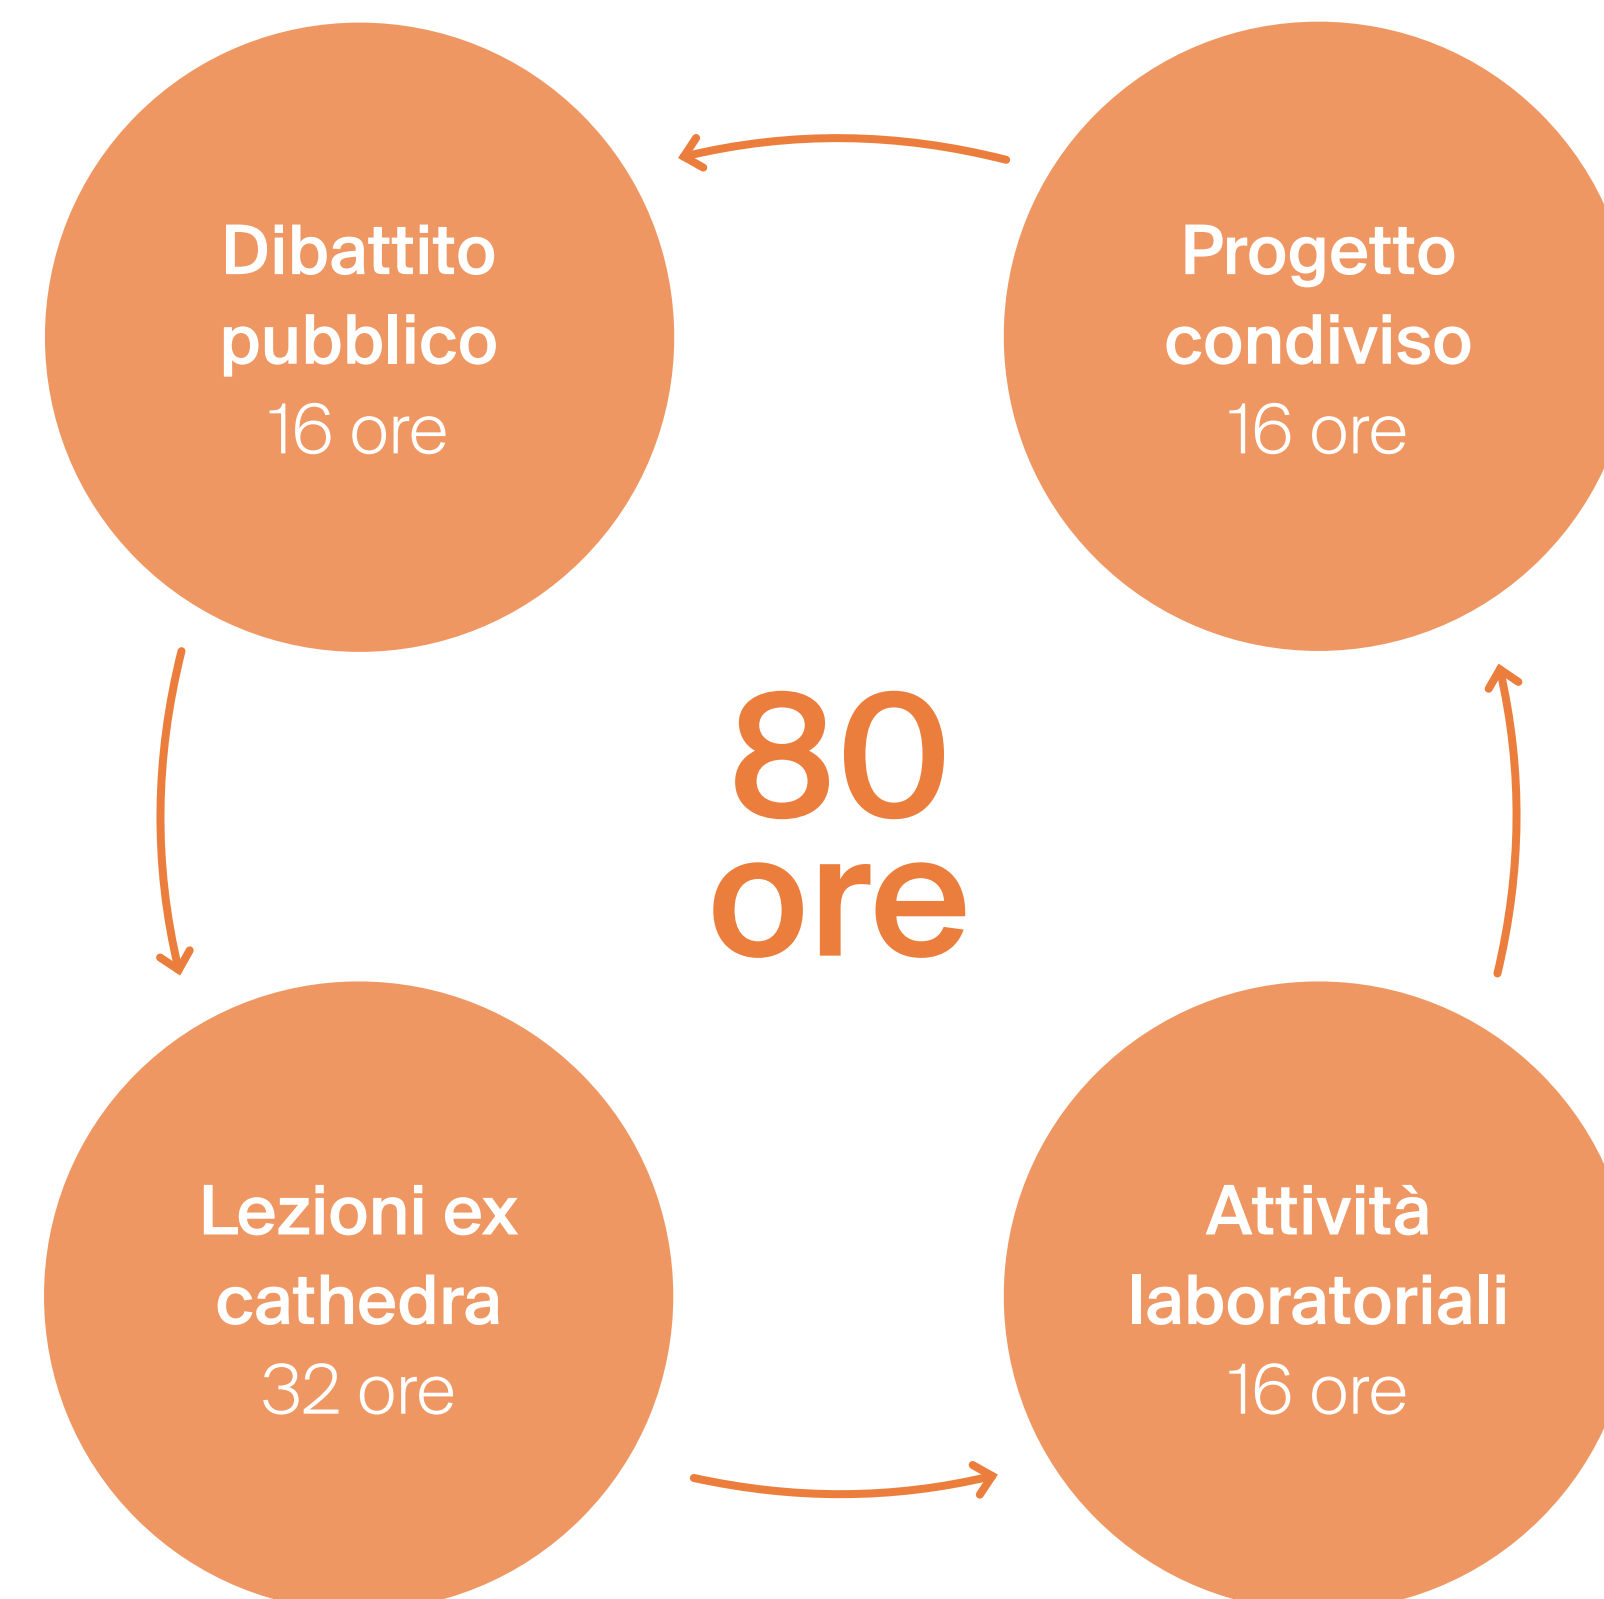 Dibattito
pubblico
16 ore
Progetto
condiviso
16 ore
80
ore
Lezioni ex
cathedra
32 ore
Attività
laboratoriali
16 ore